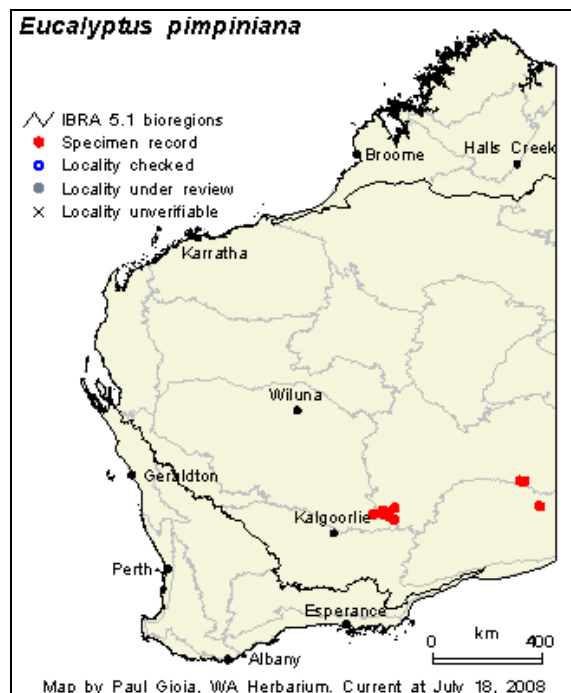 Eucalyptus pimpiniana
IBRA 5.1 bioregions
Specimen record
Locality checked
Locality under review
Locality unverifiable
Broome
Halls Creek
Karratha
Wiluna
Geraldton
Kalgoorlie
Perth
Esperance
Albany
km
0 400
Map by Paul Gioia, WA Herbarium. Current at July 18, 2008